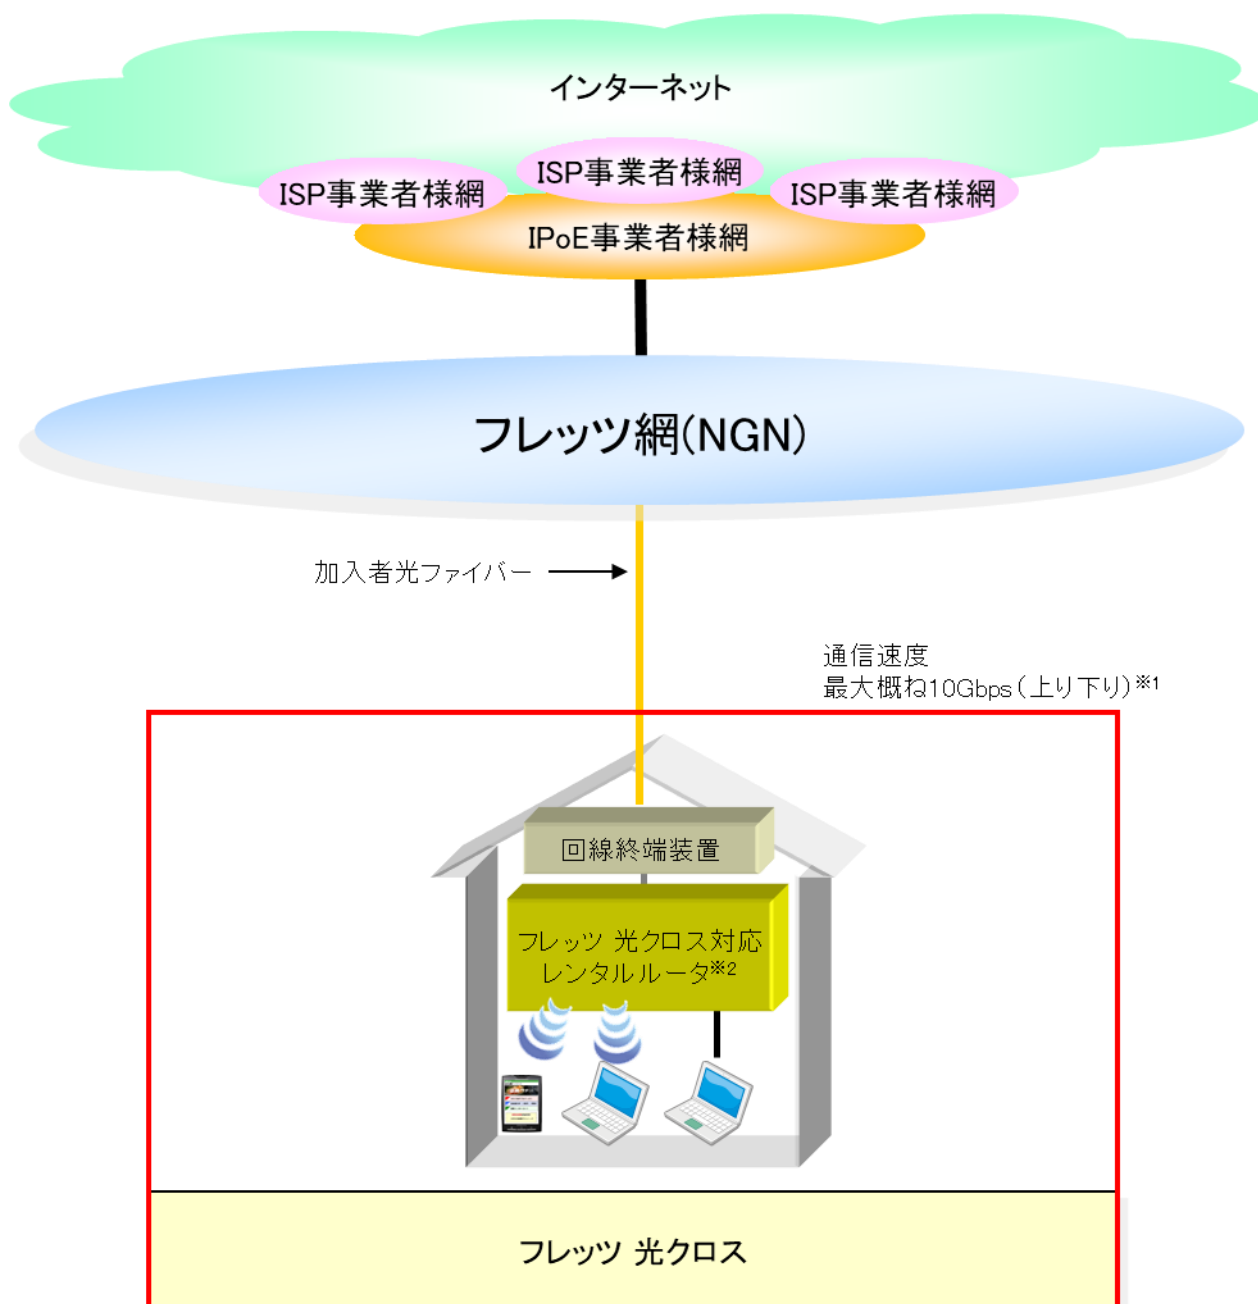 インターネット
ISP事業者様網
ISP事業者様網
ISP事業者様網
IPoE事業者様網
フレッツ網(NGN)
加入者光ファイバー
通信速度
最大概ね10Gbps(上り下り)※1
回線終端装置
フレッツ 光クロス対応
レンタルルータ※2
フレッツ 光クロス